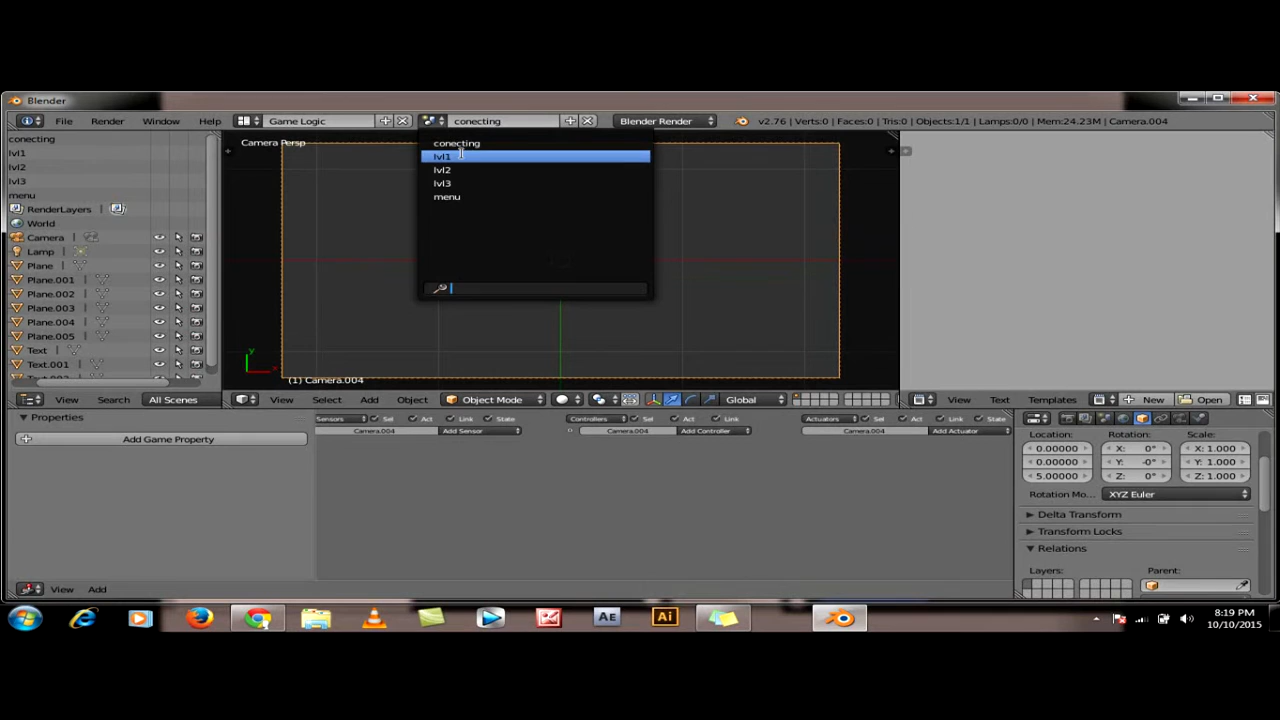 Blender
File Render Window Help Game Logic conecting Blender Render v2.76 | Verts:0 | Faces:0 | Tris:0 | Objects:1/1 | Lamps:0/0 | Mem:24.23M | Camera.004
conecting
lvl1
lvl2
lvl3
menu
RenderLayers |
World
Camera |
Lamp |
Plane |
Plane.001 |
Plane.002 |
Plane.003 |
Plane.004 |
Plane.005 |
Text |
Text.001 |
View Search All Scenes
Camera Persp
conecting
lvl1
lvl2
lvl3
menu
y
x
(1) Camera.004
View Select Add Object Object Mode Global
View Text Templates New Open
Properties
Add Game Property
Sensors Sel Act Link State
Camera.004 Add Sensor
Controllers Sel Act Link
Camera.004 Add Controller
Actuators Sel Act Link State
Camera.004 Add Actuator
View Add
Location: Rotation: Scale:
0.00000 X: 0° X: 1.000
0.00000 Y: -0° Y: 1.000
5.00000 Z: 0° Z: 1.000
Rotation Mo... XYZ Euler
Delta Transform
Transform Locks
Relations
Layers: Parent:
Ae
Ai
8:19 PM
10/10/2015